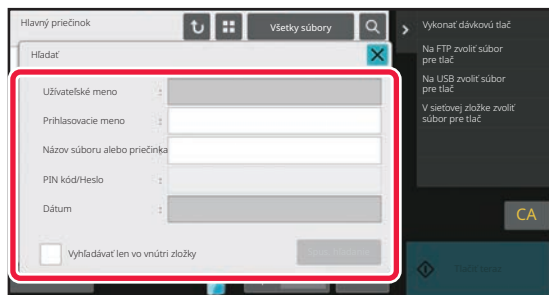 Hlavný priečinok
Všetky súbory
Vykonať dávkovú tlač
Hľadať
Na FTP zvoliť súbor
pre tlač
Na USB zvoliť súbor
pre tlač
V sieťovej zložke zvoliť
súbor pre tlač
Užívateľské meno :
Prihlasovacie meno :
Názov súboru alebo priečinka :
PIN kód/Heslo :
Dátum :
Vyhľadávať len vo vnútri
zložky
CA
Tlačiť teraz